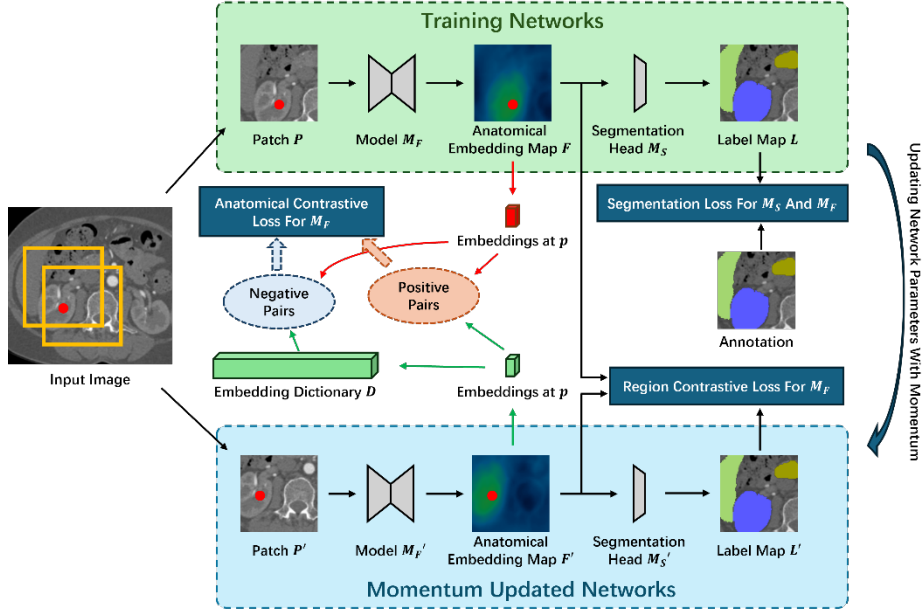 Training Networks
Patch P
Model M_F
Anatomical
Embedding Map F
Segmentation
Head M_S
Label Map L
Anatomical Contrastive
Loss For M_F
Embeddings at p
Segmentation Loss For M_S And M_F
Negative
Pairs
Positive
Pairs
Annotation
Input Image
Embedding Dictionary D
Embeddings at p
Region Contrastive Loss For M_F
Updating Network Parameters With Momentum
Patch P′
Model M_F′
Anatomical
Embedding Map F′
Segmentation
Head M_S′
Label Map L′
Momentum Updated Networks